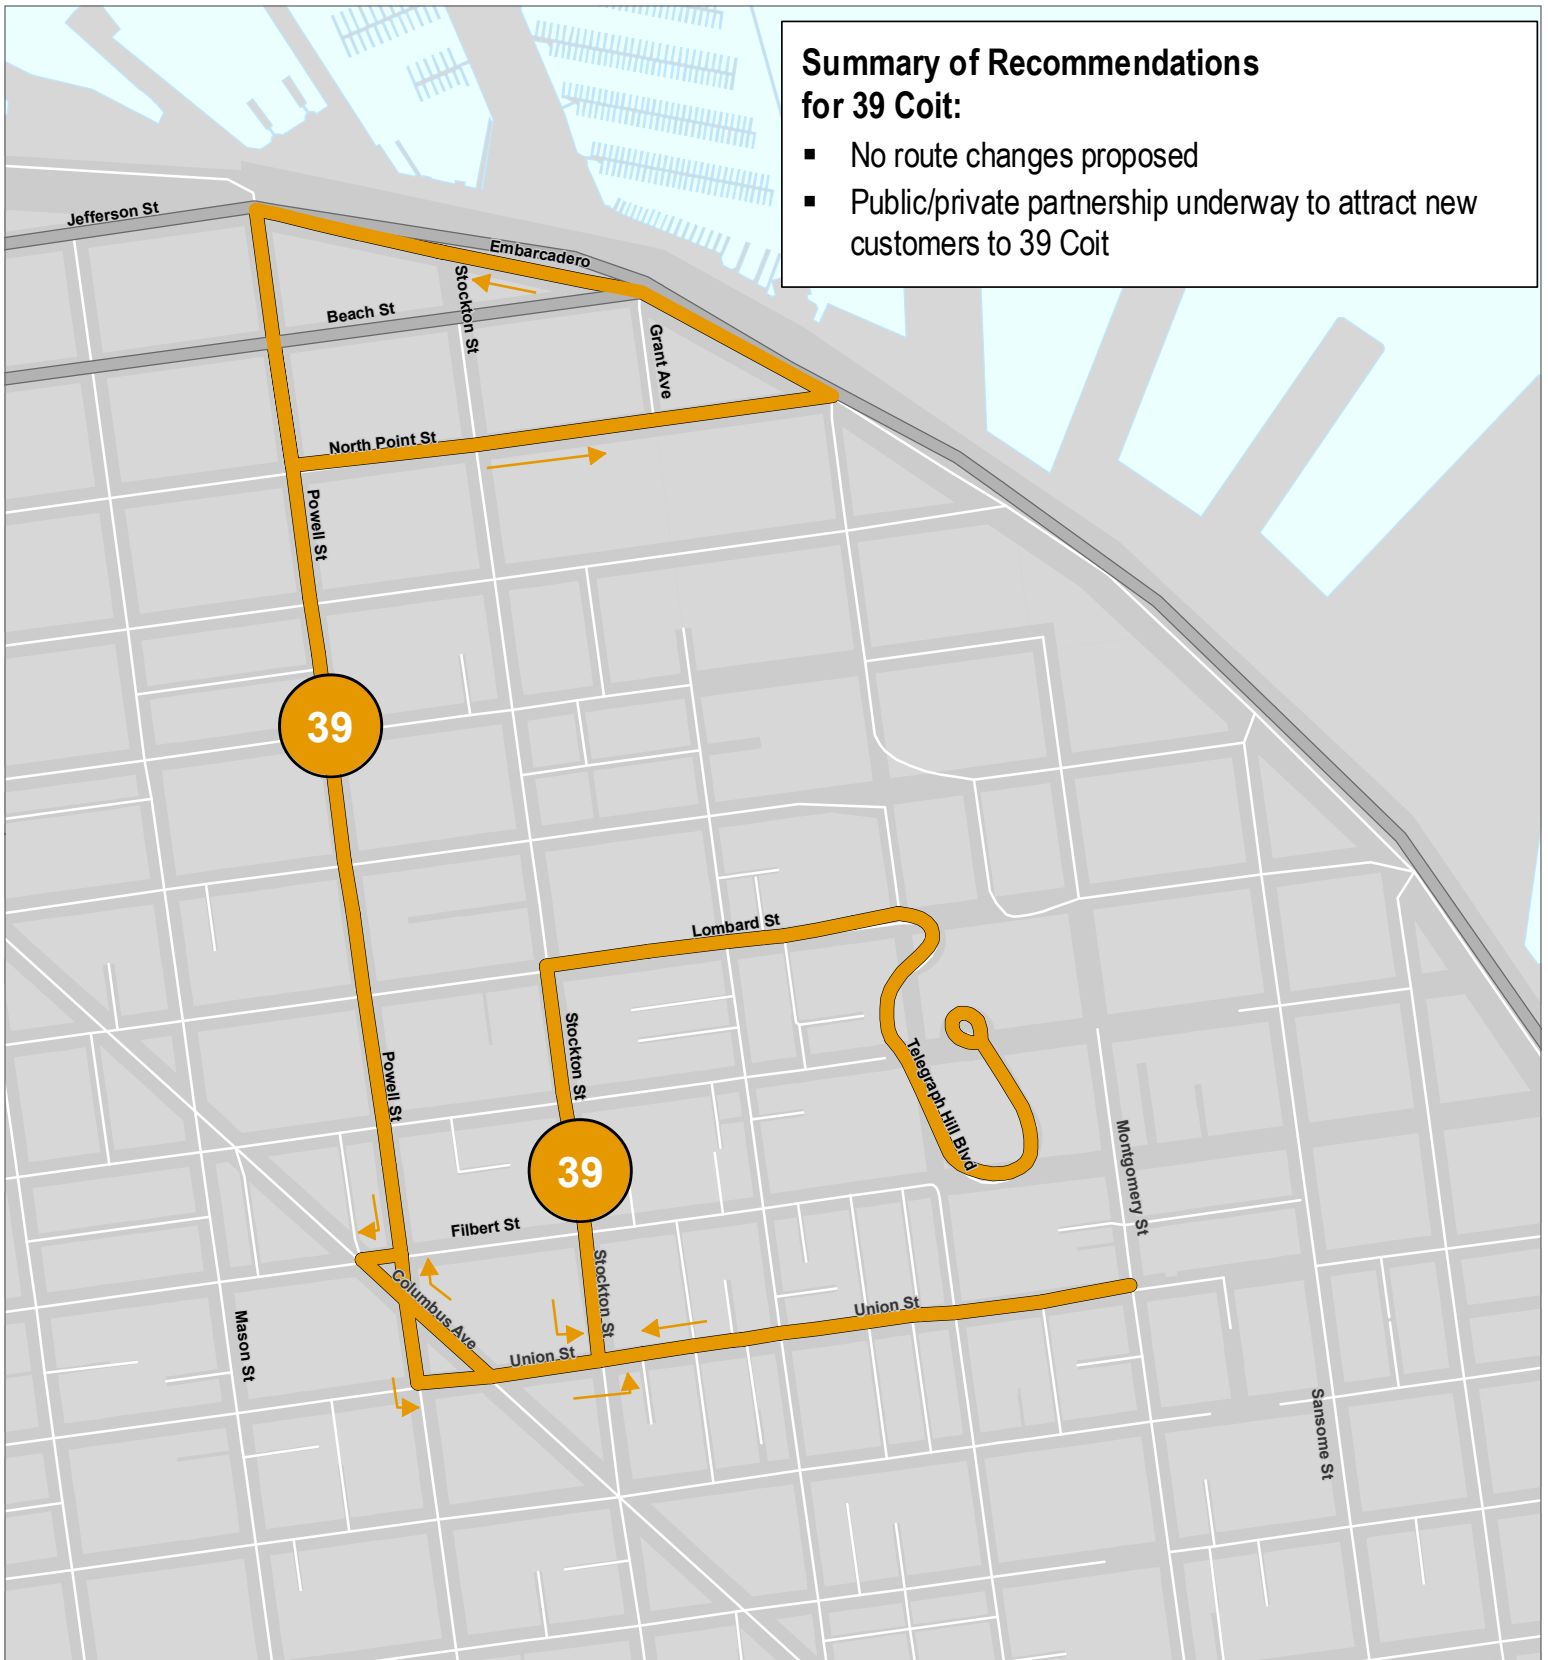 Summary of Recommendations
for 39 Coit:
▪ No route changes proposed
▪ Public/private partnership underway to attract new
customers to 39 Coit
Jefferson St
Embarcadero
Stockton St
Beach St
Grant Ave
North Point St
Powell St
39
Lombard St
Stockton St
Telegraph Hill Blvd
Powell St
39
Montgomery St
Filbert St
Stockton St
Columbus Ave
Union St
Union St
Mason St
Sansome St